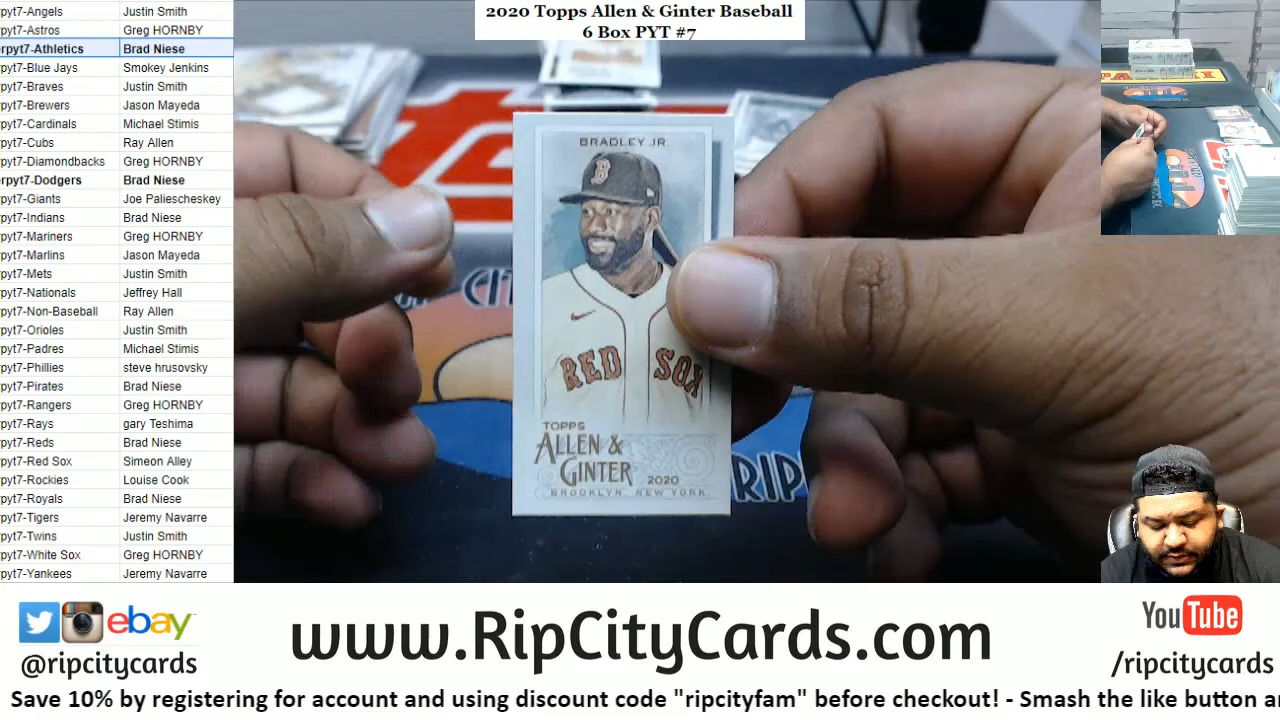 2020 Topps Allen & Ginter Baseball
6 Box PYT #7
pyt7-Angels Justin Smith
pyt7-Astros Greg HORNBY
erpyt7-Athletics Brad Niese
pyt7-Blue Jays Smokey Jenkins
pyt7-Braves Justin Smith
pyt7-Brewers Jason Mayeda
pyt7-Cardinals Michael Stimis
pyt7-Cubs Ray Allen
pyt7-Diamondbacks Greg HORNBY
erpyt7-Dodgers Brad Niese
pyt7-Giants Joe Paliescheskey
pyt7-Indians Brad Niese
pyt7-Mariners Greg HORNBY
pyt7-Marlins Jason Mayeda
pyt7-Mets Justin Smith
pyt7-Nationals Jeffrey Hall
pyt7-Non-Baseball Ray Allen
pyt7-Orioles Justin Smith
pyt7-Padres Michael Stimis
pyt7-Phillies steve hrusovsky
pyt7-Pirates Brad Niese
pyt7-Rangers Greg HORNBY
pyt7-Rays gary Teshima
pyt7-Reds Brad Niese
pyt7-Red Sox Simeon Alley
pyt7-Rockies Louise Cook
pyt7-Royals Brad Niese
pyt7-Tigers Jeremy Navarre
pyt7-Twins Justin Smith
pyt7-White Sox Greg HORNBY
pyt7-Yankees Jeremy Navarre
BRADLEY JR.
B
RED SOX
TOPPS
ALLEN &
GINTER
2020
BROOKLYN, NEW YORK.
RIP
PANINI
ebay
@ripcitycards
www.RipCityCards.com
YouTube
/ripcitycards
Save 10% by registering for account and using discount code "ripcityfam" before checkout! - Smash the like button an